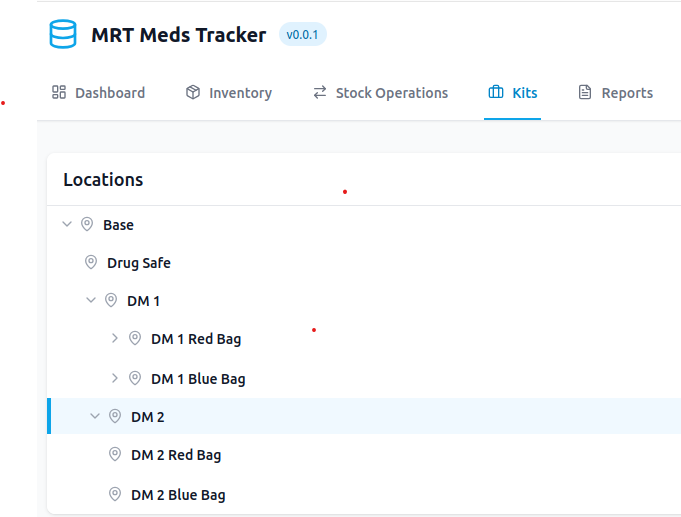 MRT Meds Tracker v0.0.1
Dashboard Inventory Stock Operations Kits Reports
Locations
Base
Drug Safe
DM 1
DM 1 Red Bag
DM 1 Blue Bag
DM 2
DM 2 Red Bag
DM 2 Blue Bag